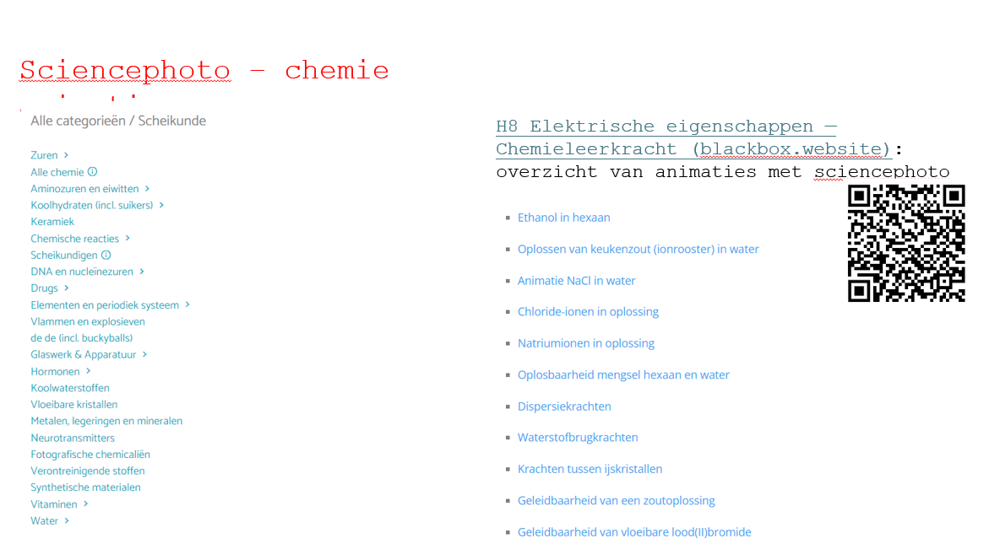 Sciencephoto – chemie
Alle categorieën / Scheikunde
Zuren
Alle chemie
Aminozuren en eiwitten
Koolhydraten (incl. suikers)
Keramiek
Chemische reacties
Scheikundigen
DNA en nucleïnezuren
Drugs
Elementen en periodiek systeem
Vlammen en explosieven
de de (incl. buckyballs)
Glaswerk & Apparatuur
Hormonen
Koolwaterstoffen
Vloeibare kristallen
Metalen, legeringen en mineralen
Neurotransmitters
Fotografische chemicaliën
Verontreinigende stoffen
Synthetische materialen
Vitaminen
Water
H8 Elektrische eigenschappen –
Chemieleerkracht (blackbox.website):
overzicht van animaties met sciencephoto
Ethanol in hexaan
Oplossen van keukenzout (ionrooster) in water
Animatie NaCl in water
Chloride-ionen in oplossing
Natriumionen in oplossing
Oplosbaarheid mengsel hexaan en water
Dispersiekrachten
Waterstofbrugkrachten
Krachten tussen ijskristallen
Geleidbaarheid van een zoutoplossing
Geleidbaarheid van vloeibare lood(II)bromide